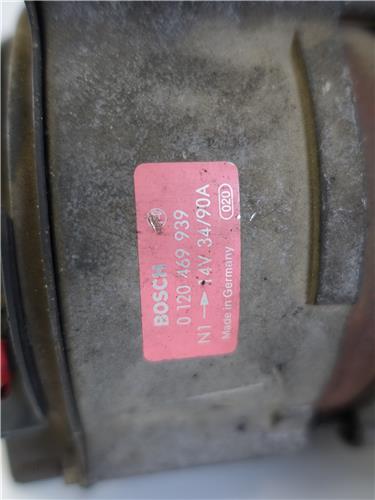 BOSCH
0 120 469 939
N1 → 14V 34/90A
Made in Germany 020